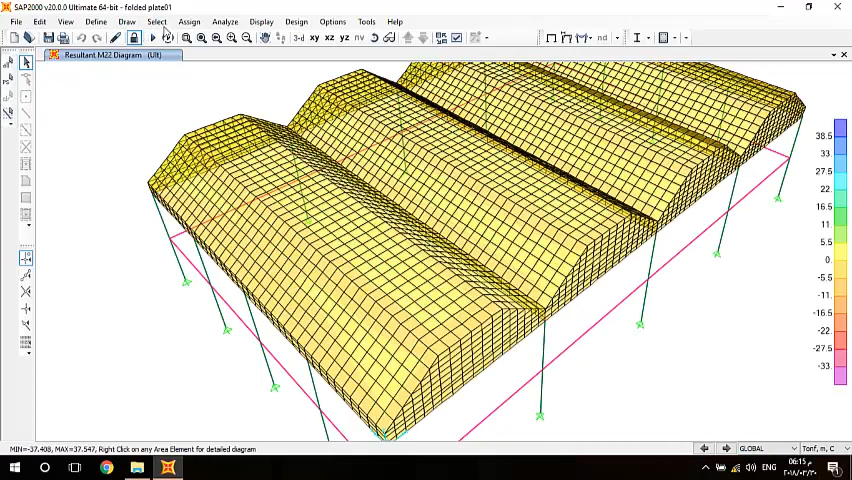 SAP2000 v20.0.0 Ultimate 64-bit - folded plate01
File Edit View Define Draw Select Assign Analyze Display Design Options Tools Help
3-d xy xz yz nv nd
Resultant M22 Diagram (Ult)
38.5
33.
27.5
22.
16.5
11.
5.5
0.
-5.5
-11.
-16.5
-22.
-27.5
-33.
MIN=-37.408, MAX=37.547, Right Click on any Area Element for detailed diagram
GLOBAL
Tonf, m, C
ENG
06:15 م